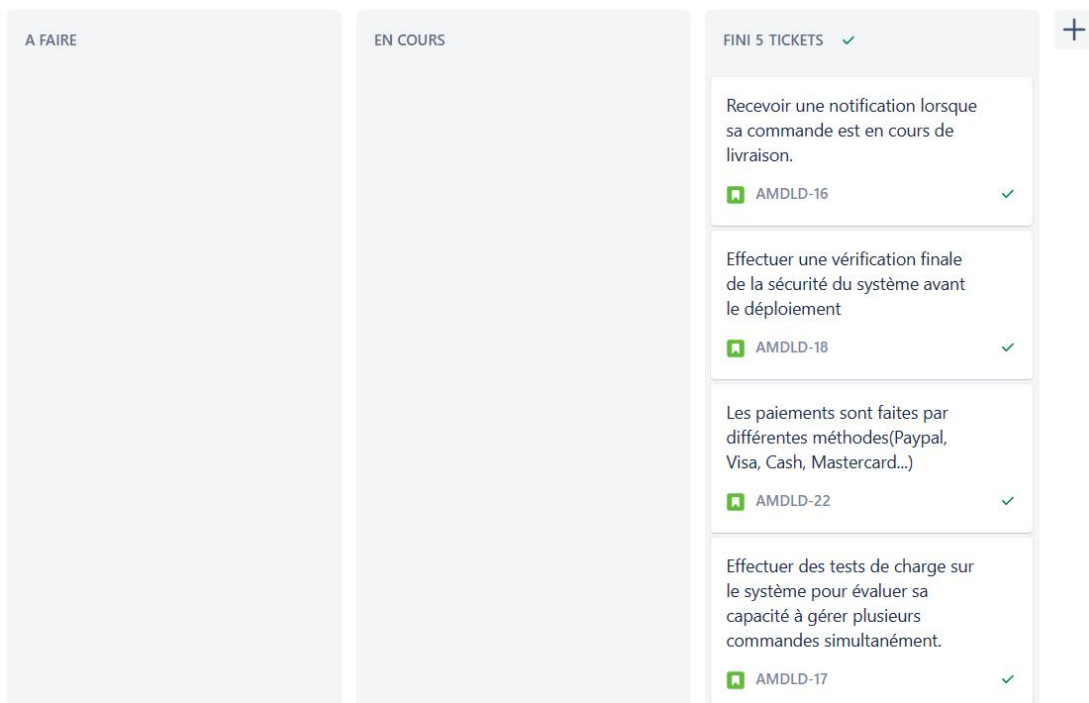 A FAIRE
EN COURS
FINI 5 TICKETS
Recevoir une notification lorsque
sa commande est en cours de
livraison.
AMDLD-16
Effectuer une vérification finale
de la sécurité du système avant
le déploiement
AMDLD-18
Les paiements sont faites par
différentes méthodes(Paypal,
Visa, Cash, Mastercard...)
AMDLD-22
Effectuer des tests de charge sur
le système pour évaluer sa
capacité à gérer plusieurs
commandes simultanément.
AMDLD-17